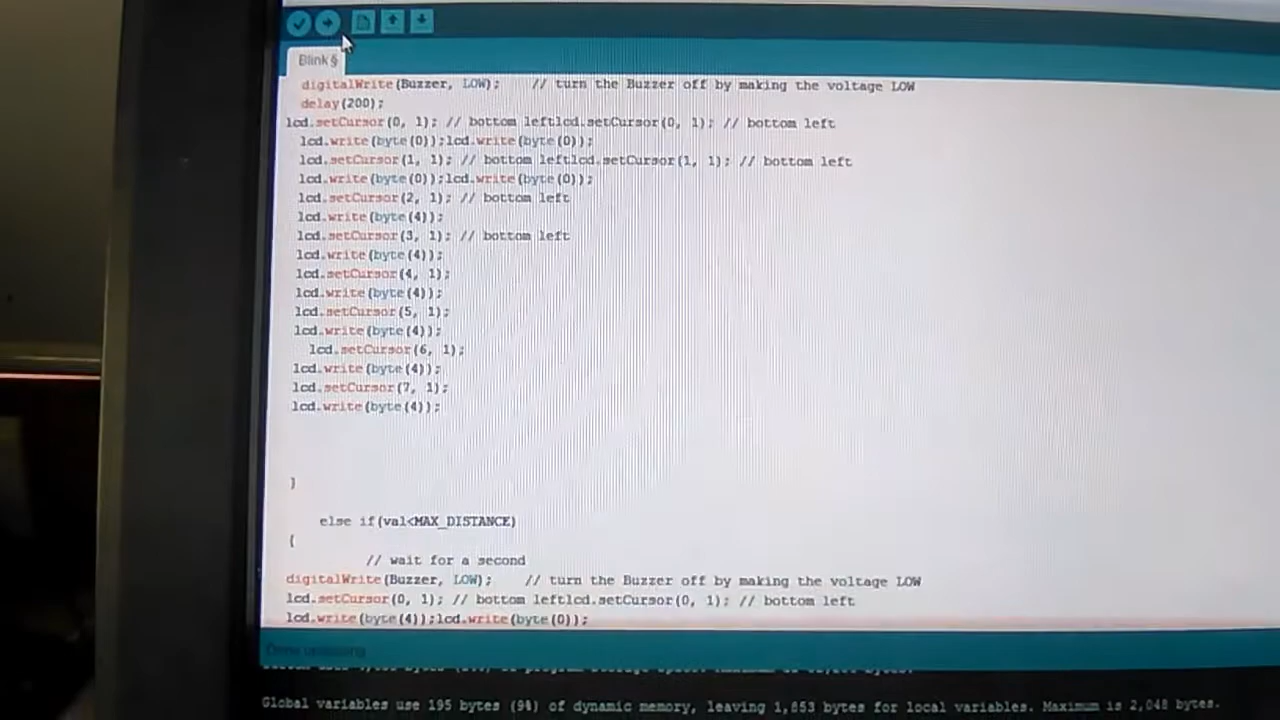 Blink§
digitalWrite(Buzzer, LOW);    // turn the Buzzer off by making the voltage LOW
delay(200);
lcd.setCursor(0, 1); // bottom leftlcd.setCursor(0, 1); // bottom left
lcd.write(byte(0));lcd.write(byte(0));
lcd.setCursor(1, 1); // bottom leftlcd.setCursor(1, 1); // bottom left
lcd.write(byte(0));lcd.write(byte(0));
lcd.setCursor(2, 1); // bottom left
lcd.write(byte(4));
lcd.setCursor(3, 1); // bottom left
lcd.write(byte(4));
lcd.setCursor(4, 1);
lcd.write(byte(4));
lcd.setCursor(5, 1);
lcd.write(byte(4));
lcd.setCursor(6, 1);
lcd.write(byte(4));
lcd.setCursor(7, 1);
lcd.write(byte(4));
}
else if(val<MAX_DISTANCE)
{
// wait for a second
digitalWrite(Buzzer, LOW);    // turn the Buzzer off by making the voltage LOW
lcd.setCursor(0, 1); // bottom leftlcd.setCursor(0, 1); // bottom left
lcd.write(byte(4));lcd.write(byte(0));
Done uploading
Global variables use 195 bytes (9%) of dynamic memory, leaving 1,853 bytes for local variables. Maximum is 2,048 bytes.